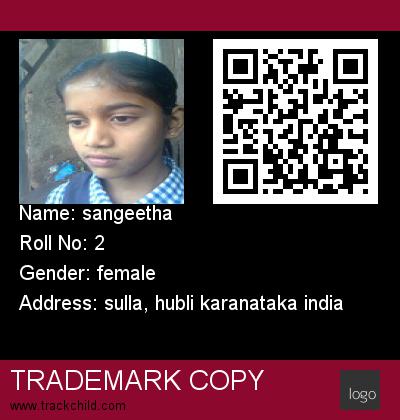 Name: sangeetha
Roll No: 2
Gender: female
Address: sulla, hubli karanataka india
TRADEMARK COPY
logo
www.trackchild.com